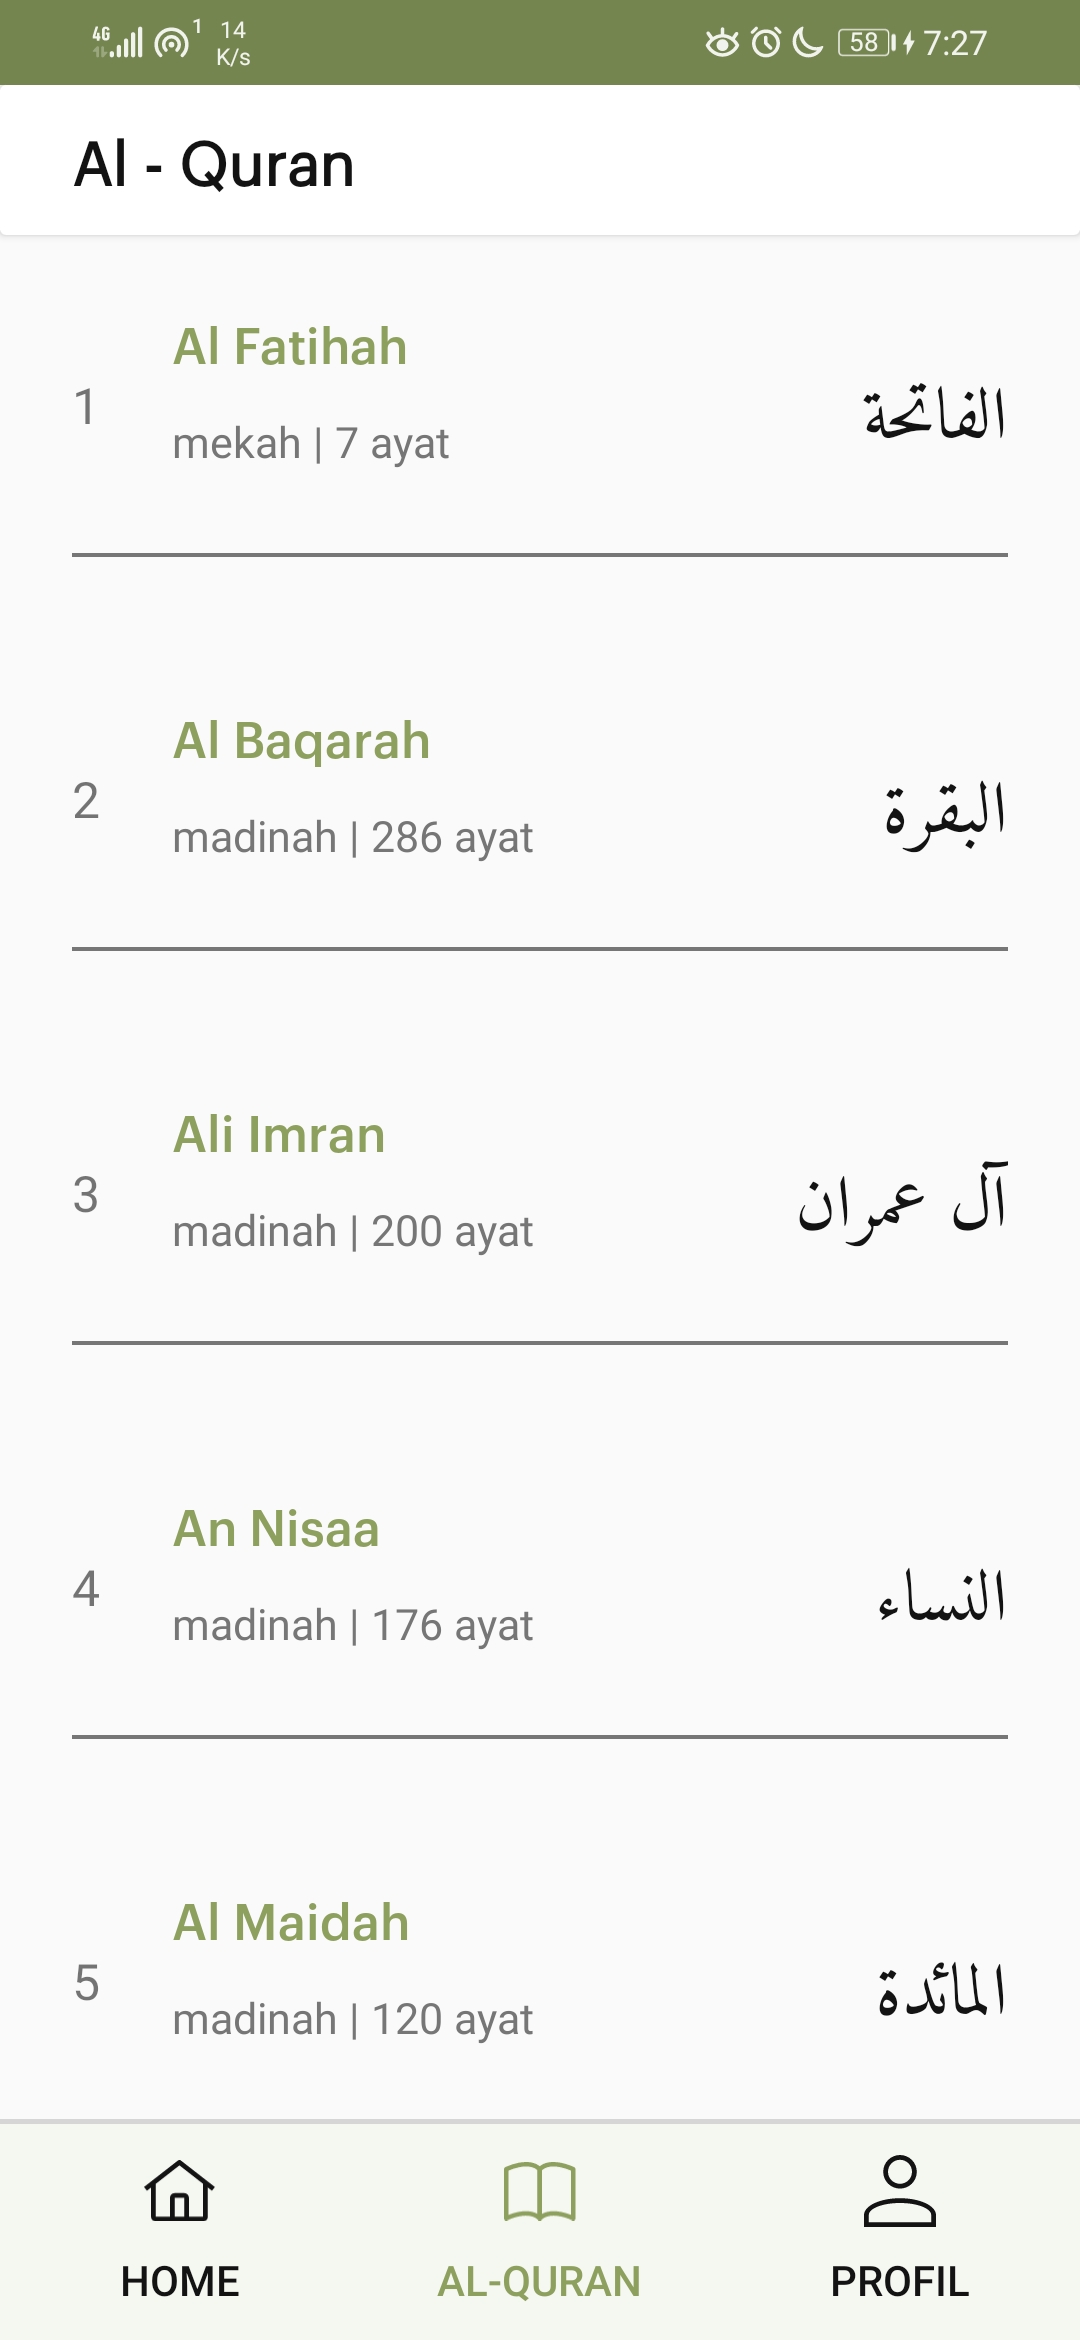 4G 1 14 K/s 58 7:27
Al - Quran
Al Fatihah
1 الفاتحة
mekah | 7 ayat
Al Baqarah
2 البقرة
madinah | 286 ayat
Ali Imran
3 آل عمران
madinah | 200 ayat
An Nisaa
4 النساء
madinah | 176 ayat
Al Maidah
5 المائدة
madinah | 120 ayat
HOME AL-QURAN PROFIL